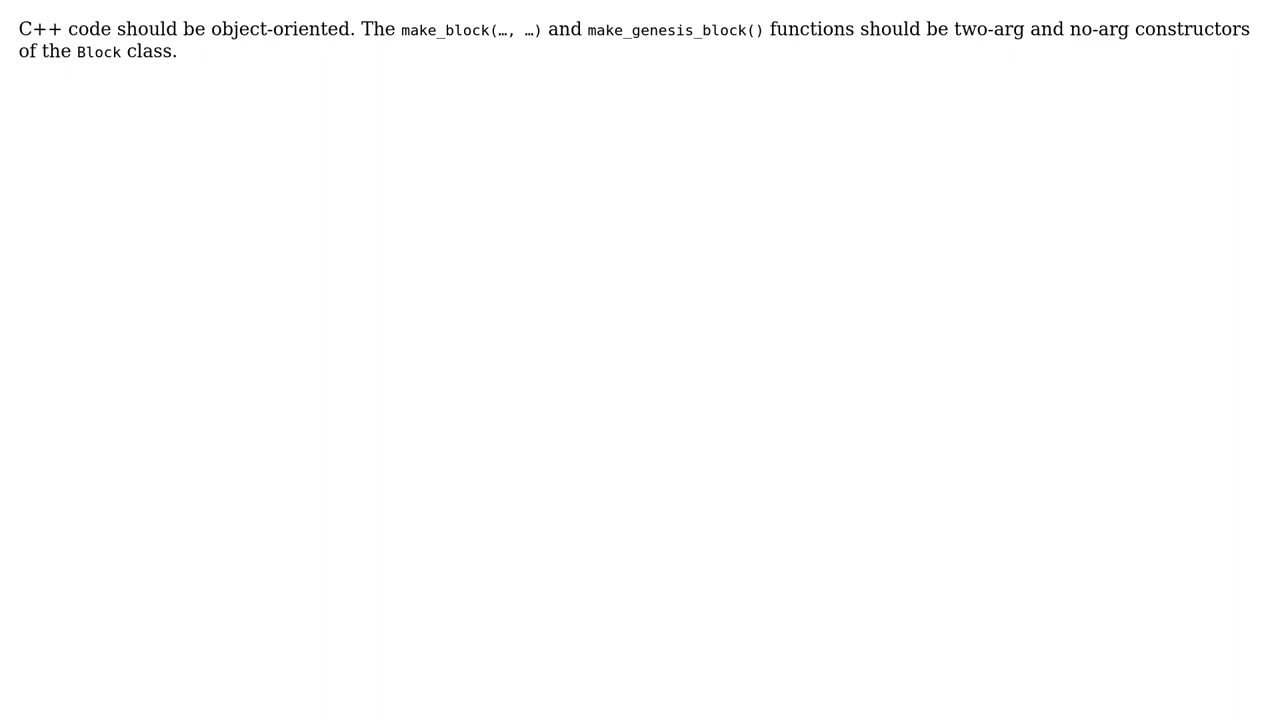 C++ code should be object-oriented. The make_block(…, …) and make_genesis_block() functions should be two-arg and no-arg constructors
of the Block class.